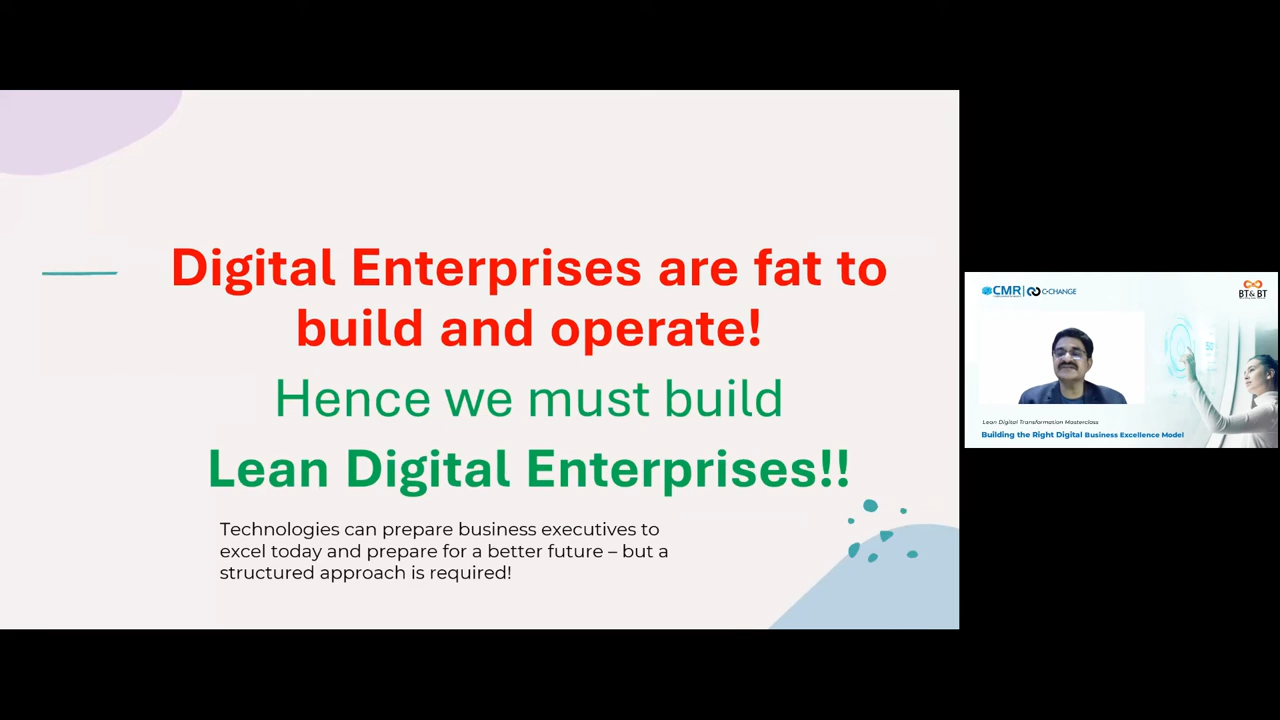 Digital Enterprises are fat to
build and operate!
Hence we must build
Lean Digital Enterprises!!
Technologies can prepare business executives to
excel today and prepare for a better future – but a
structured approach is required!
CMR C-CHANGE
BT& BT
Lean Digital Transformation Masterclass
Building the Right Digital Business Excellence Model